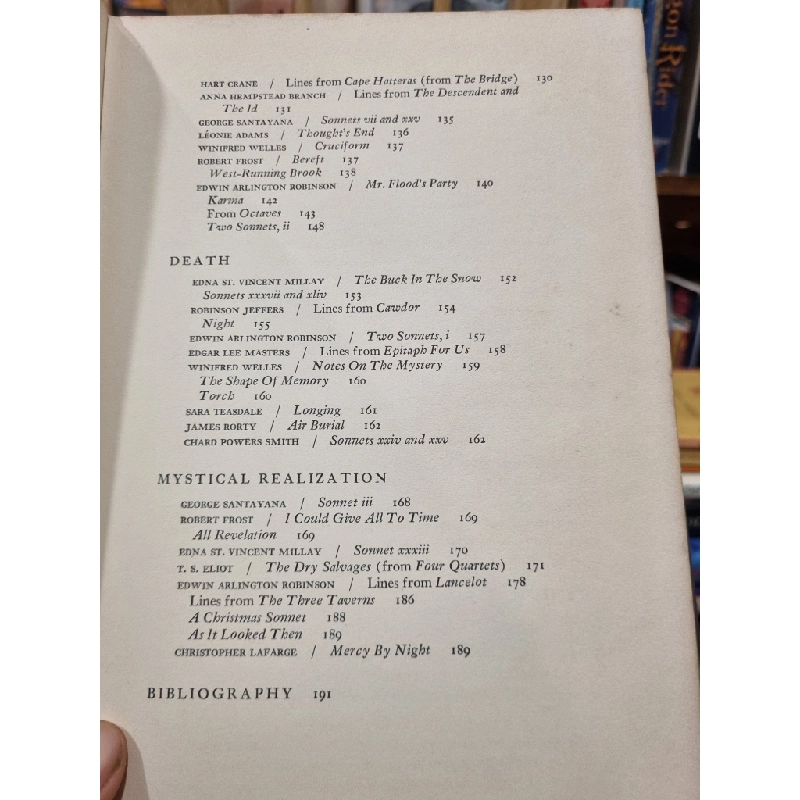 HART CRANE / Lines from Cape Hatteras (from The Bridge) 130
ANNA HEMPSTEAD BRANCH / Lines from The Descendent and
The Id 131
GEORGE SANTAYANA / Sonnets vii and xxv 135
LÉONIE ADAMS / Thought's End 136
WINIFRED WELLES / Cruciform 137
ROBERT FROST / Bereft 137
West-Running Brook 138
EDWIN ARLINGTON ROBINSON / Mr. Flood's Party 140
Karma 142
From Octaves 143
Two Sonnets, ii 148
DEATH
EDNA ST. VINCENT MILLAY / The Buck In The Snow 152
Sonnets xxxvii and xliv 153
ROBINSON JEFFERS / Lines from Cawdor 154
Night 155
EDWIN ARLINGTON ROBINSON / Two Sonnets, i 157
EDGAR LEE MASTERS / Lines from Epitaph For Us 158
WINIFRED WELLES / Notes On The Mystery 159
The Shape Of Memory 160
Torch 160
SARA TEASDALE / Longing 161
JAMES RORTY / Air Burial 162
CHARD POWERS SMITH / Sonnets xxiv and xxv 162
MYSTICAL REALIZATION
GEORGE SANTAYANA / Sonnet iii 168
ROBERT FROST / I Could Give All To Time 169
All Revelation 169
EDNA ST. VINCENT MILLAY / Sonnet xxxiii 170
T. S. ELIOT / The Dry Salvages (from Four Quartets) 171
EDWIN ARLINGTON ROBINSON / Lines from Lancelot 178
Lines from The Three Taverns 186
A Christmas Sonnet 188
As It Looked Then 189
CHRISTOPHER LAFARGE / Mercy By Night 189
BIBLIOGRAPHY 191
Rider